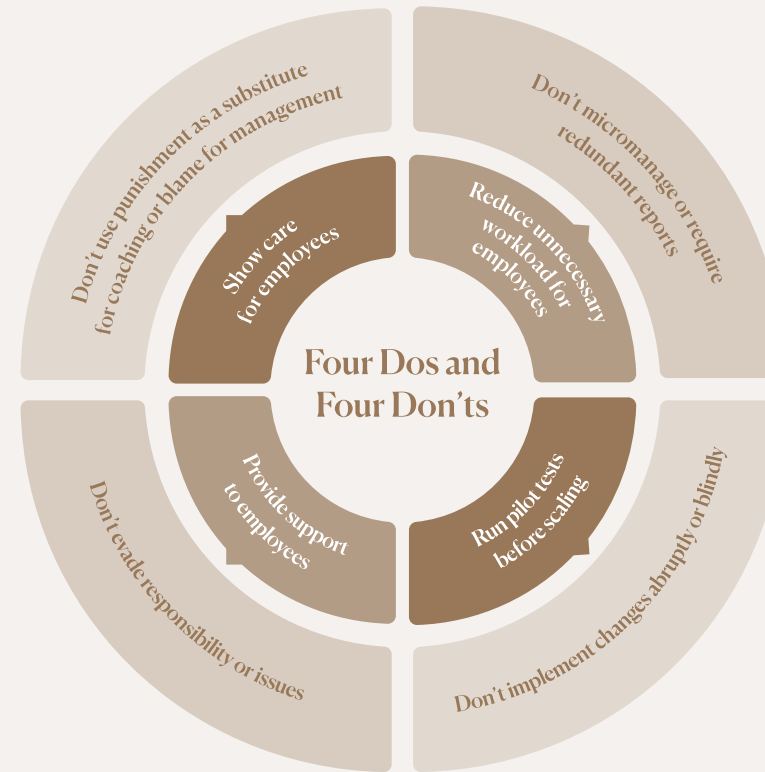 Four Dos and
Four Don’ts
Don’t use punishment as a substitute
for coaching or blame for management
Show care
for employees
Don’t micromanage or require
redundant reports
Reduce unnecessary
workload for
employees
Provide support
to employees
Don’t evade responsibility or issues
Run pilot tests
before scaling
Don’t implement changes abruptly or blindly